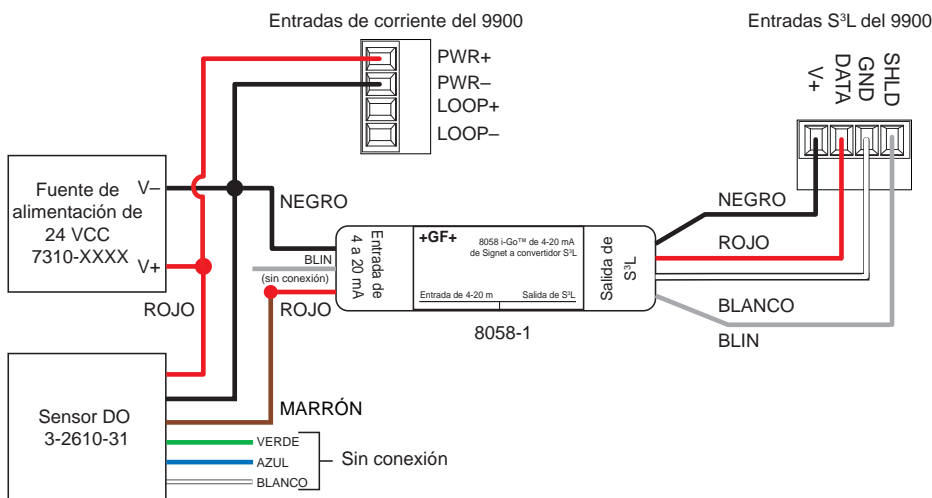 Entradas de corriente del 9900
Entradas S³L del 9900
PWR+
PWR–
LOOP+
LOOP–
V+
DATA
GND
SHLD
Fuente de
alimentación de
24 VCC
7310-XXXX
V–
V+
NEGRO
BLIN
(sin conexión)
ROJO
ROJO
Entrada de
4 a 20 mA
+GF+
8058 i-Go™ de 4-20 mA
de Signet a convertidor S³L
Entrada de 4-20 m
Salida de S³L
Salida de
S³L
8058-1
NEGRO
ROJO
BLANCO
BLIN
Sensor DO
3-2610-31
MARRÓN
VERDE
AZUL
BLANCO
Sin conexión